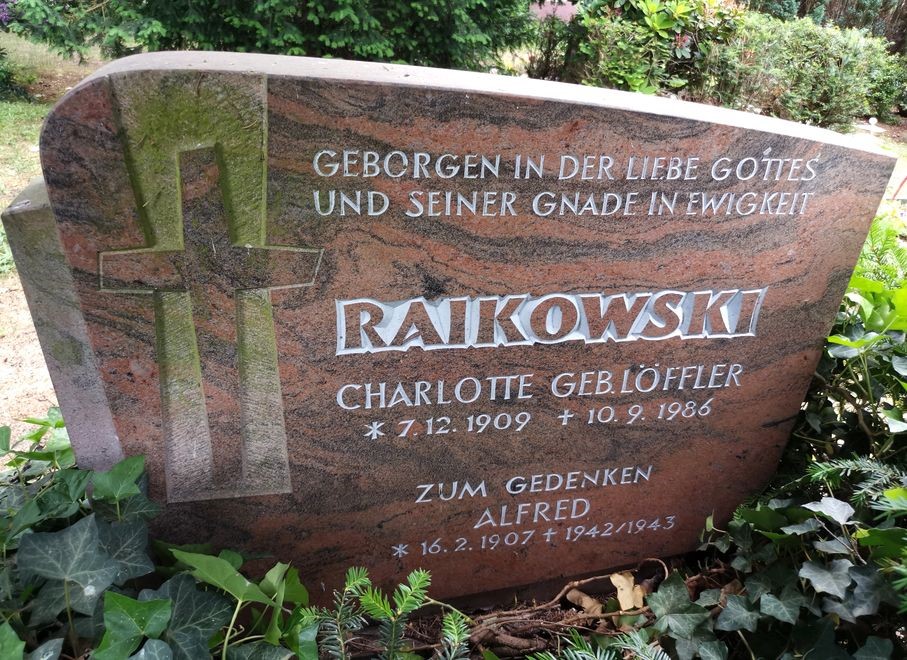 GEBORGEN IN DER LIEBE GOTTES
UND SEINER GNADE IN EWIGKEIT
RAIKOWSKI
CHARLOTTE GEB. LÖFFLER
* 7.12.1909 + 10.9.1986
ZUM GEDENKEN
ALFRED
* 16.2.1907 + 1942/1943